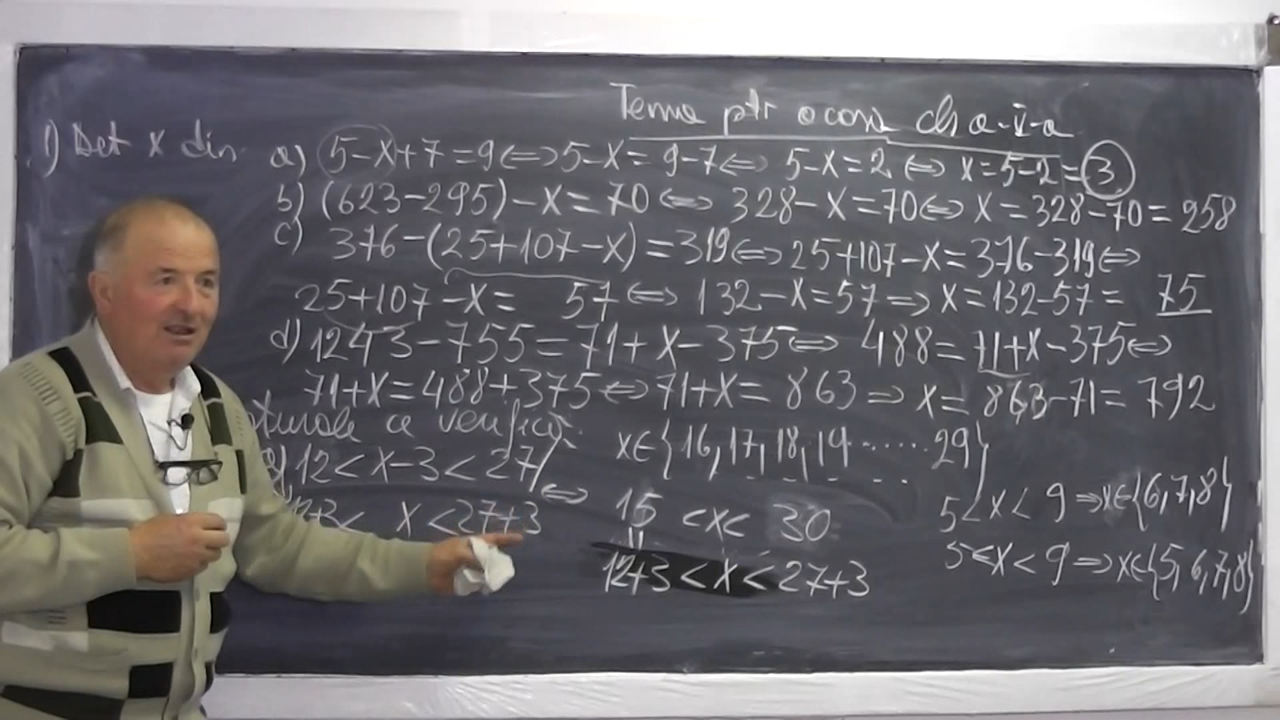 Tema ptr acasa cls a-V-a
1) Det x din a) 5-x+7=9⇔5-x=9-7⇔ 5-x=2 ⇔ x=5-2=3
b) (623-295)-x=70⇔ 328-x=70⇔ x=328-70=258
c) 376-(25+107-x)=319⇔25+107-x=376-319⇔
25+107-x= 57⇔ 132-x=57 ⇒ x=132-57= 75
d) 1243-755=71+x-375⇔ 488=71+x-375⇔
71+x=488+375⇔71+x=863 ⇒ x=863-71=792
x∈{16,17,18,19.......29}
12<x-3<27 ⇔
x<27+3
15 <x< 30
12+3<x<27+3
5<x<9⇒x∈{6,7,8}
5≤x<9⇒x∈{5,6,7,8}